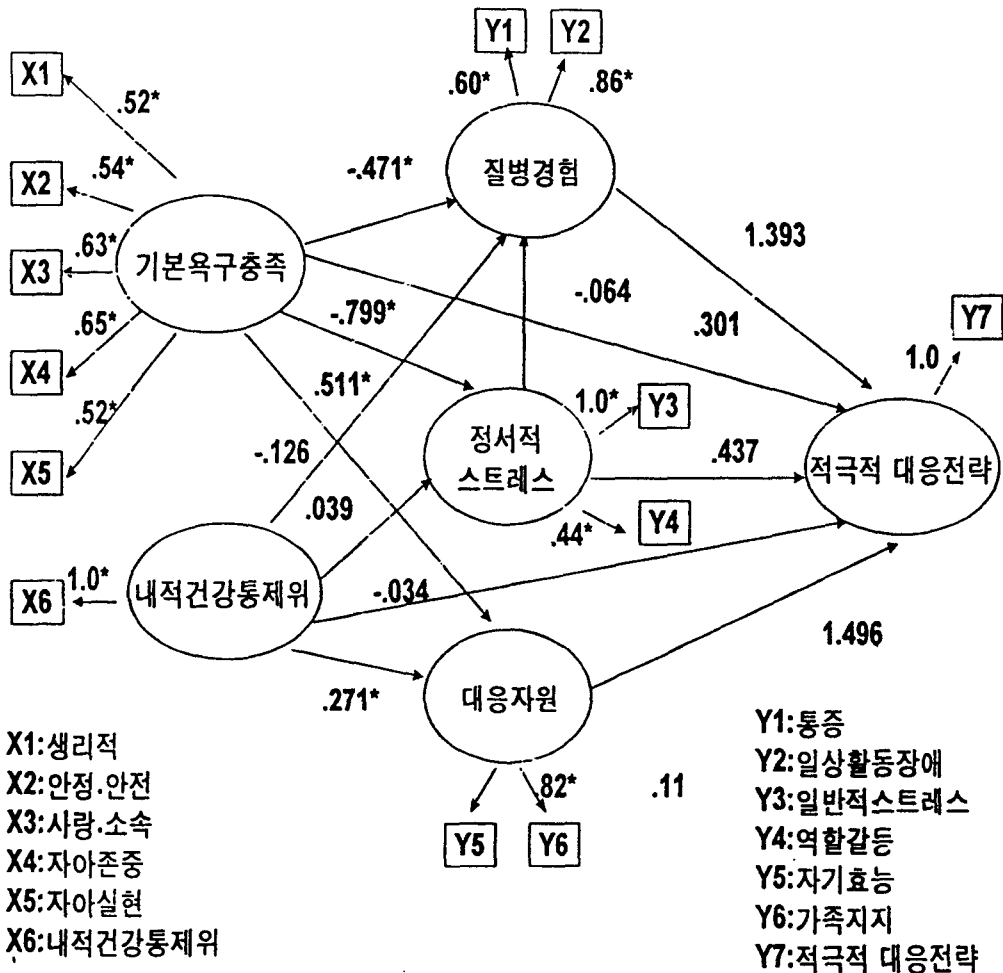 Y1 Y2
X1
.52*
.60* .86*
.54*
X2
-.471*
질병경험
.63*
X3
기본욕구충족
1.393
-.064
.65*
-.799*
.301
Y7
X4
.511*
1.0
1.0*
Y3
.52*
정서적
스트레스
-.126
.437
적극적 대응전략
X5
.039
.44*
Y4
1.0*
내적건강통제위
X6
-.034
1.496
.271*
대응자원
X1:생리적
X2:안정.안전
X3:사랑.소속
X4:자아존중
X5:자아실현
X6:내적건강통제위
.82*
.11
Y5 Y6
Y1:통증
Y2:일상활동장애
Y3:일반적스트레스
Y4:역할갈등
Y5:자기효능
Y6:가족지지
Y7:적극적 대응전략